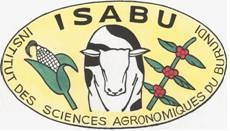 ISABU
INSTITUT DES SCIENCES AGRONOMIQUES DU BURUNDI